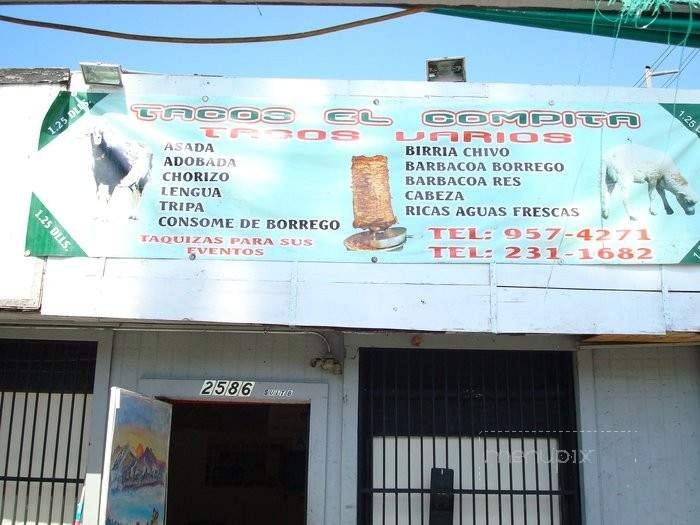 1.25 DLLS.
1.25
TACOS EL COMPITA
TACOS VARIOS
ASADA
ADOBADA
CHORIZO
LENGUA
TRIPA
CONSOME DE BORREGO
TAQUIZAS PARA SUS
EVENTOS
BIRRIA CHIVO
BARBACOA BORREGO
BARBACOA RES
CABEZA
RICAS AGUAS FRESCAS
TEL: 957-4271
TEL: 231-1682
1.25 DLLS.
2586 SUITE
menupix